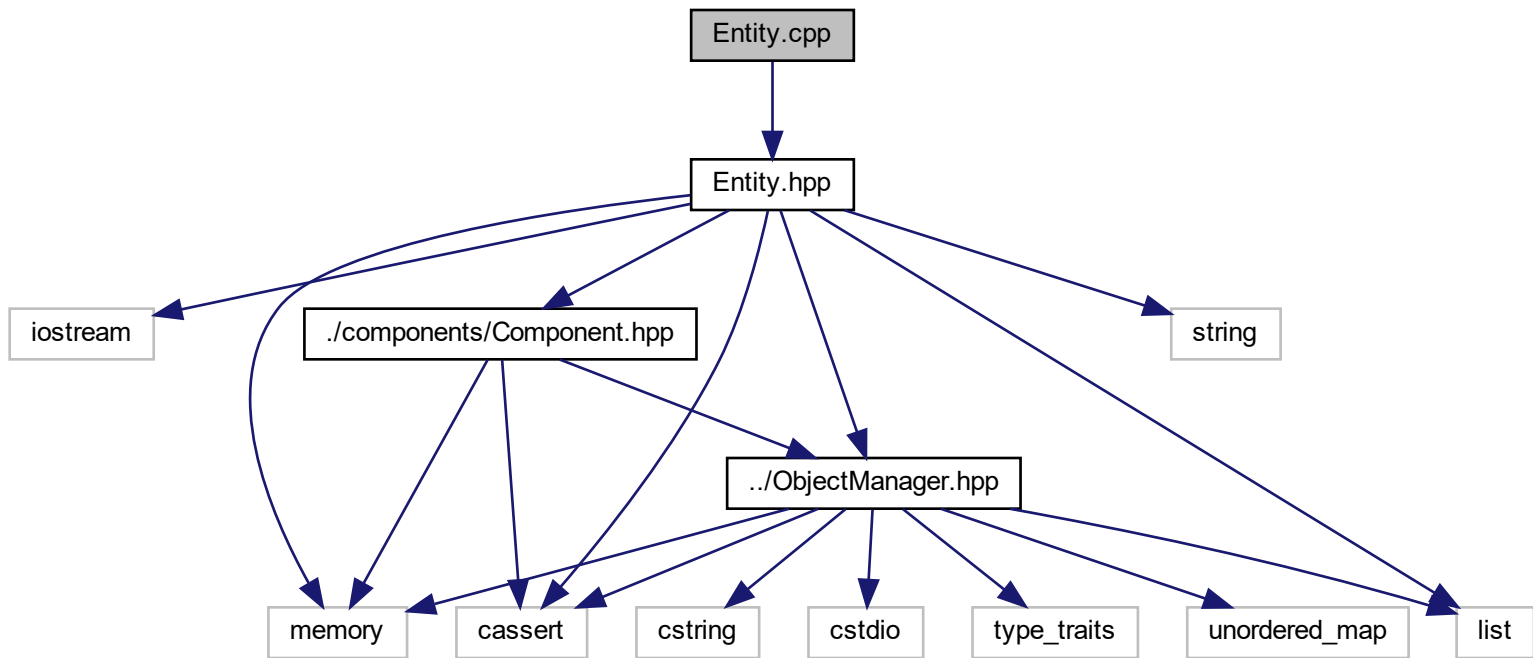 Entity.cpp
Entity.hpp
iostream
./components/Component.hpp
string
../ObjectManager.hpp
memory
cassert
cstring
cstdio
type_traits
unordered_map
list